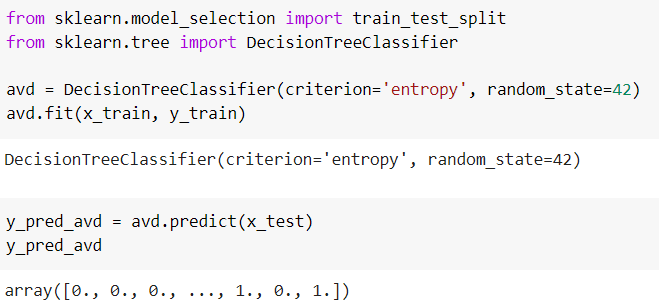 from sklearn.model_selection import train_test_split
from sklearn.tree import DecisionTreeClassifier
avd = DecisionTreeClassifier(criterion='entropy', random_state=42)
avd.fit(x_train, y_train)
DecisionTreeClassifier(criterion='entropy', random_state=42)
y_pred_avd = avd.predict(x_test)
y_pred_avd
array([0., 0., 0., ..., 1., 0., 1.])